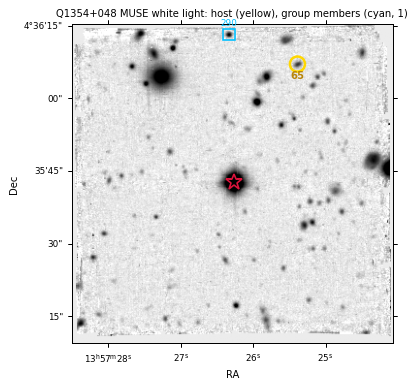 Q1354+048 MUSE white light: host (yellow), group members (cyan, 1)
4°36'15"
65
00"
35'45"
Dec
30"
15"
13ʰ57ᵐ28ˢ 27ˢ 26ˢ 25ˢ
RA